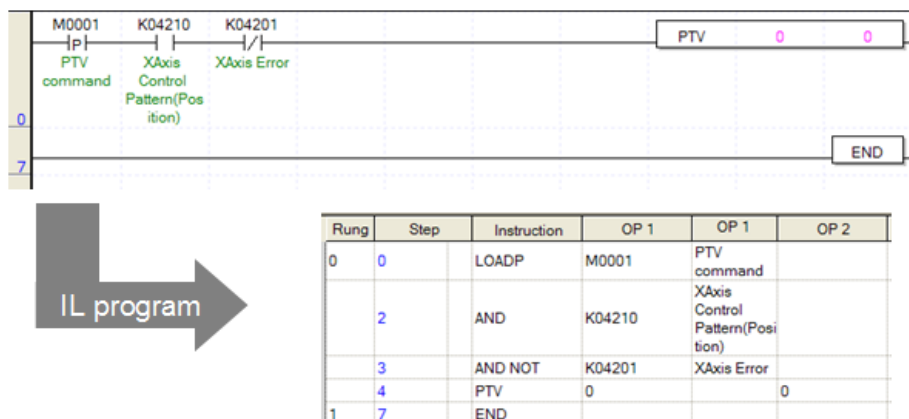 M0001 K04210 K04201
P
PTV 0 0
PTV XAxis XAxis Error
command Control
Pattern(Pos
ition)
0
END
7
IL program
Rung Step Instruction OP 1 OP 1 OP 2
0 0 LOADP M0001 PTV
command
2 AND K04210 XAxis
Control
Pattern(Posi
tion)
3 AND NOT K04201 XAxis Error
4 PTV 0 0
1 7 END